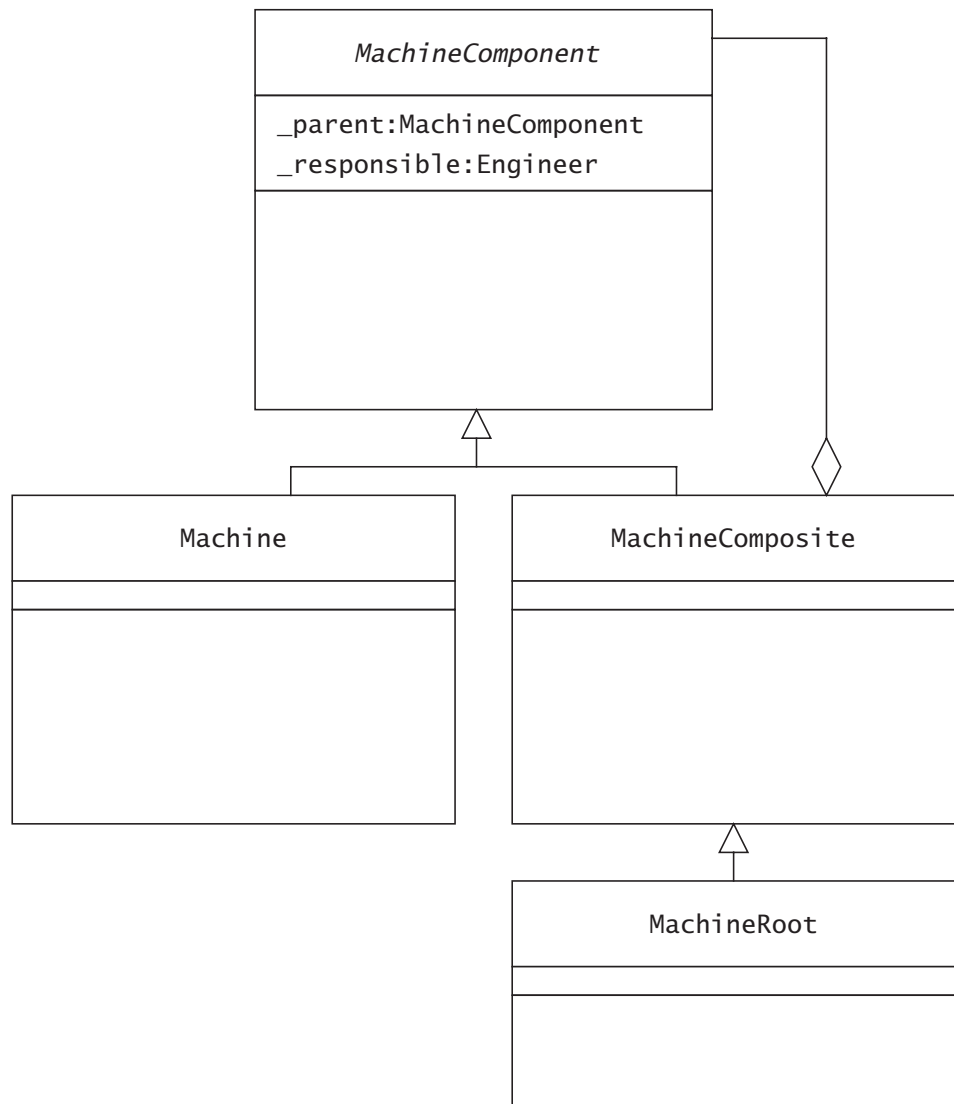 MachineComponent
_parent:MachineComponent
_responsible:Engineer
Machine
MachineComposite
MachineRoot